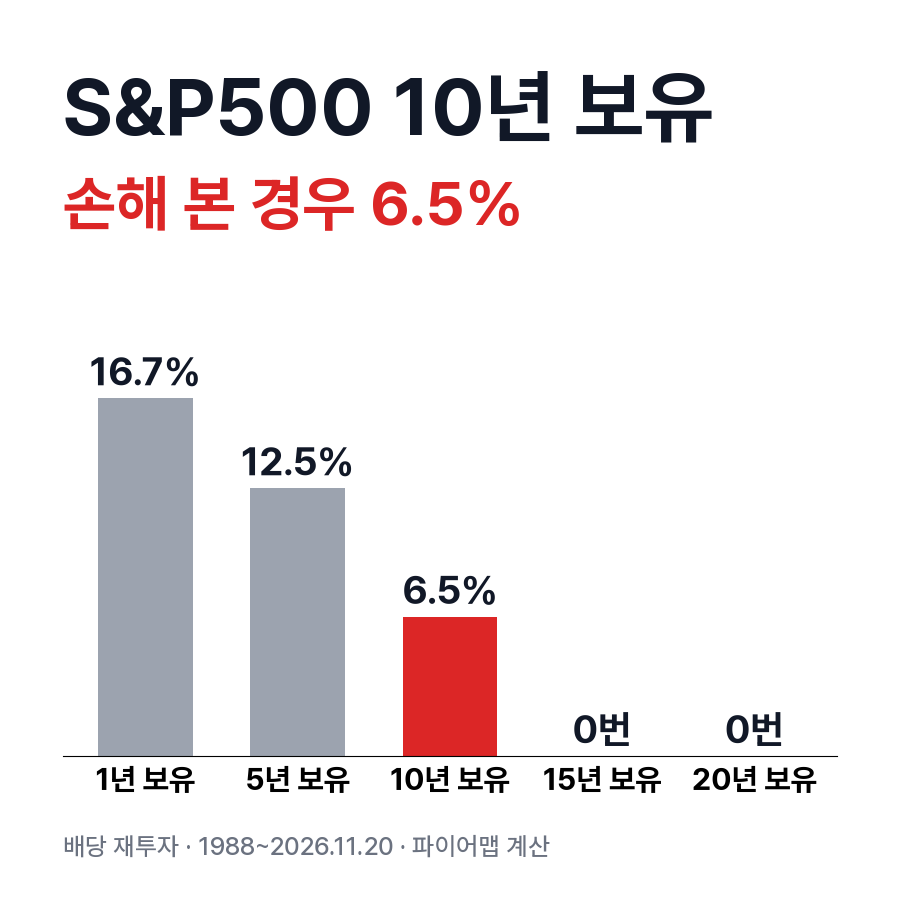 S&P500 10년 보유
손해 본 경우 6.5%
16.7%
12.5%
6.5%
0번
0번
1년 보유
5년 보유
10년 보유
15년 보유
20년 보유
배당 재투자 · 1988~2026.11.20 · 파이어맵 계산